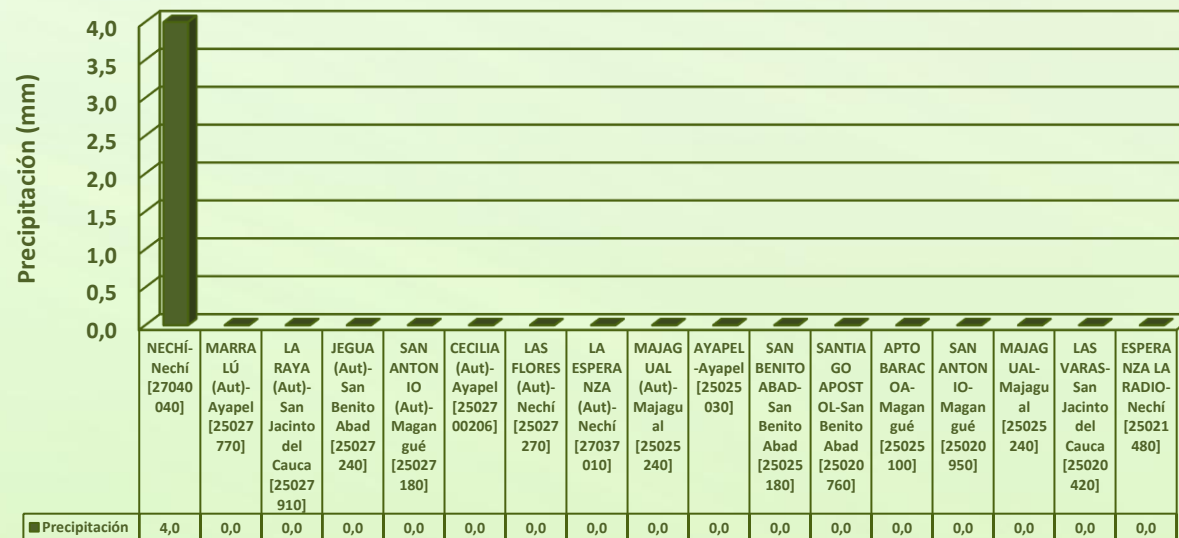 Precipitación (mm)
4,0
3,5
3,0
2,5
2,0
1,5
1,0
0,5
0,0
NECHÍ-
Nechí
[27040
040]
MARRA
LÚ
(Aut)-
Ayapel
[25027
770]
LA
RAYA
(Aut)-
San
Jacinto
del
Cauca
[25027
910]
JEGUA
(Aut)-
San
Benito
Abad
[25027
240]
SAN
ANTON
IO
(Aut)-
Magan
gué
[25027
180]
CECILIA
(Aut)-
Ayapel
[25027
00206]
LAS
FLORES
(Aut)-
Nechí
[25027
270]
LA
ESPERA
NZA
(Aut)-
Nechí
[27037
010]
MAJAG
UAL
(Aut)-
Majagu
al
[25025
240]
AYAPEL
-Ayapel
[25025
030]
SAN
BENITO
ABAD-
San
Benito
Abad
[25025
180]
SANTIA
GO
APOST
OL-San
Benito
Abad
[25020
760]
APTO
BARAC
OA-
Magan
gué
[25025
100]
SAN
ANTON
IO-
Magan
gué
[25020
950]
MAJAG
UAL-
Majagu
al
[25025
240]
LAS
VARAS-
San
Jacinto
del
Cauca
[25020
420]
ESPERA
NZA LA
RADIO-
Nechí
[25021
480]
Precipitación 4,0 0,0 0,0 0,0 0,0 0,0 0,0 0,0 0,0 0,0 0,0 0,0 0,0 0,0 0,0 0,0 0,0